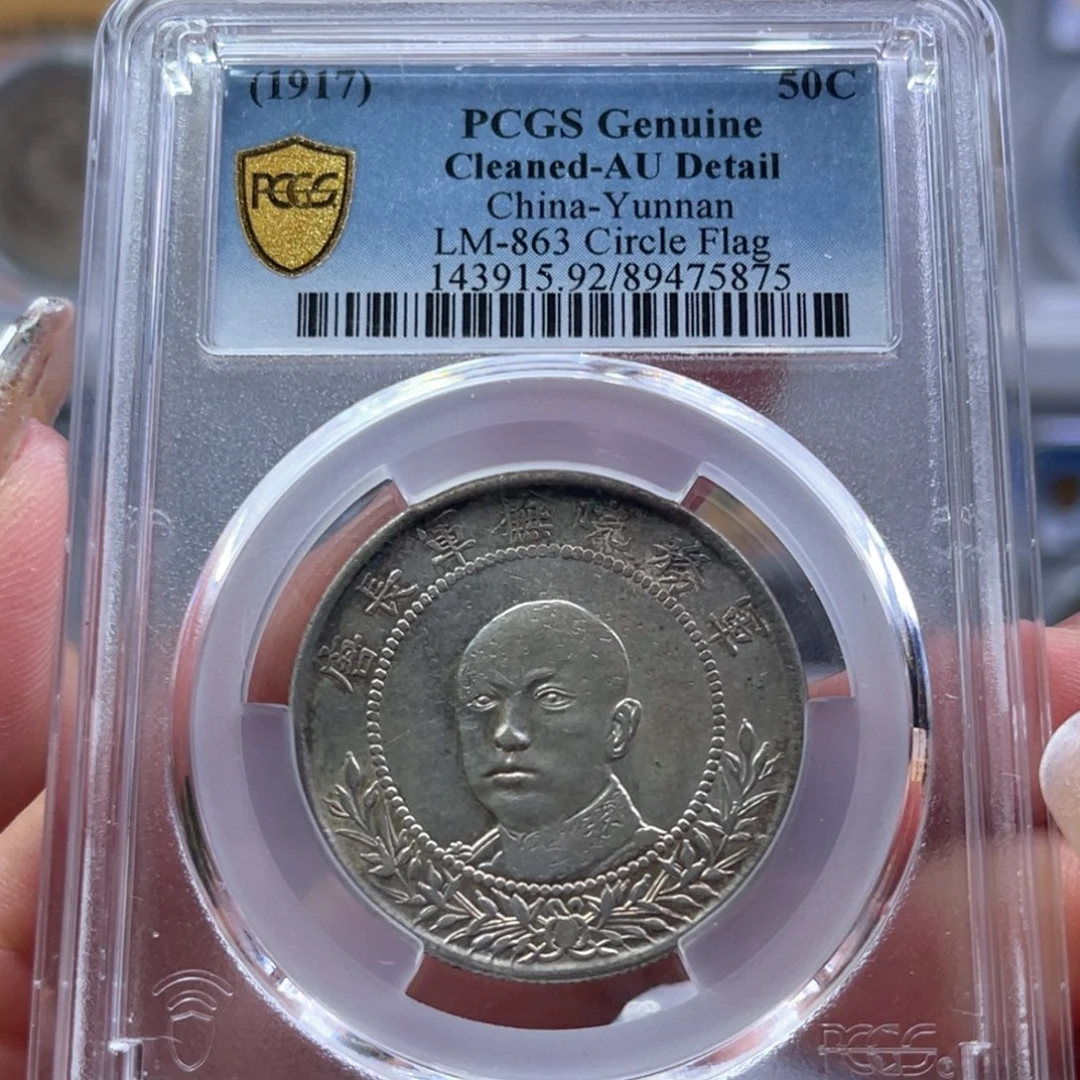 (1917) 50C
PCGS Genuine
Cleaned-AU Detail
China-Yunnan
LM-863 Circle Flag
143915.92/89475875
PCGS
軍務院撫軍長唐
PCGS